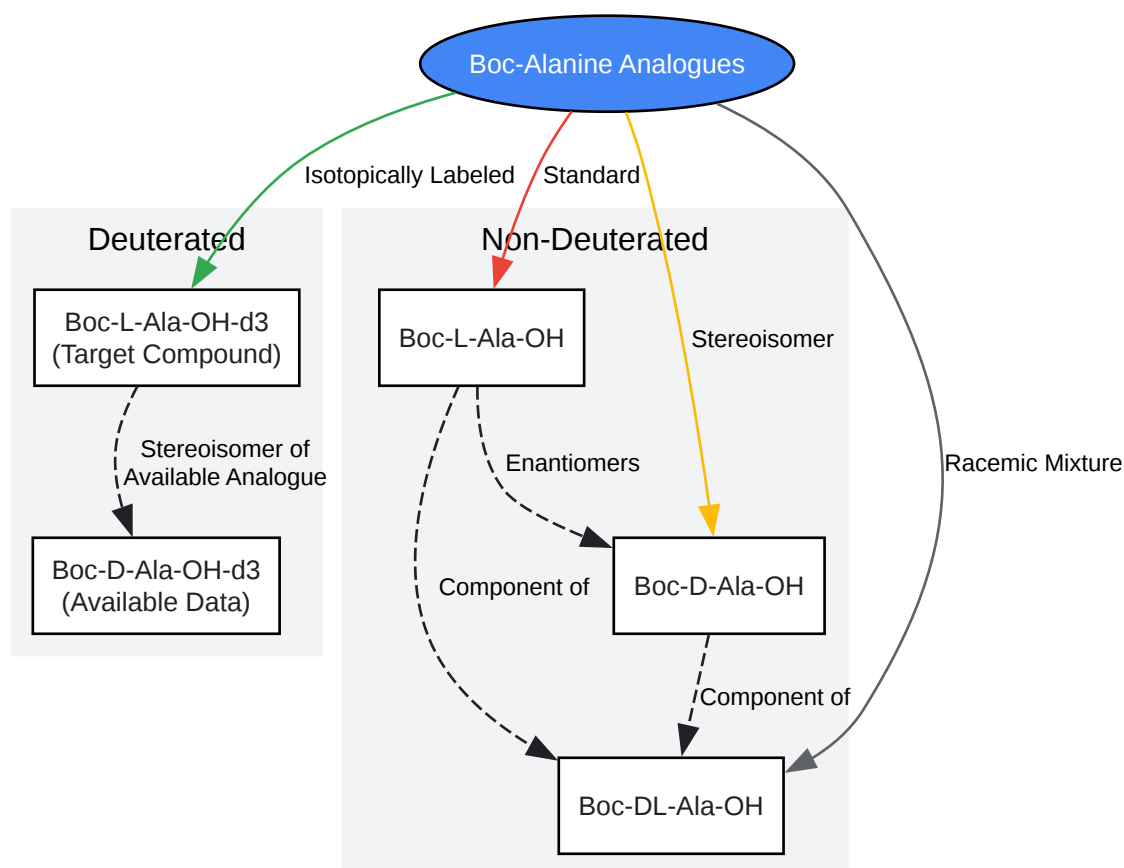 Boc-Alanine Analogues
Isotopically Labeled
Standard
Deuterated
Non-Deuterated
Boc-L-Ala-OH-d3
(Target Compound)
Boc-L-Ala-OH
Stereoisomer
Stereoisomer of
Available Analogue
Enantiomers
Racemic Mixture
Boc-D-Ala-OH-d3
(Available Data)
Component of
Boc-D-Ala-OH
Component of
Boc-DL-Ala-OH